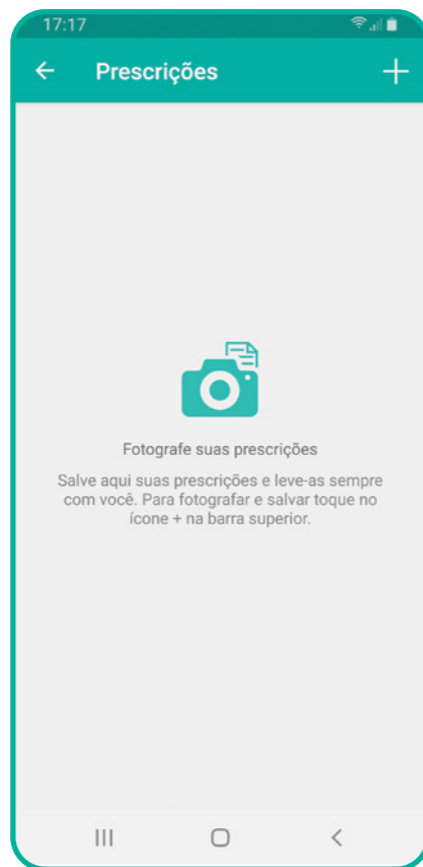 17:17
Prescrições
Fotografe suas prescrições
Salve aqui suas prescrições e leve-as sempre
com você. Para fotografar e salvar toque no
ícone + na barra superior.